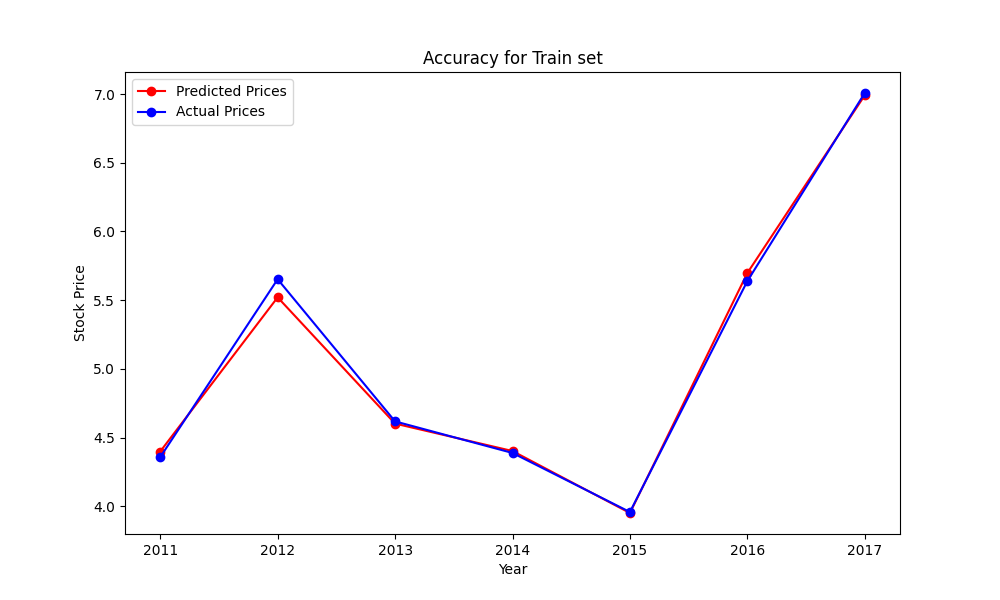 Accuracy for Train set
Predicted Prices
Actual Prices
7.0
6.5
6.0
5.5
5.0
4.5
4.0
Stock Price
2011 2012 2013 2014 2015 2016 2017
Year